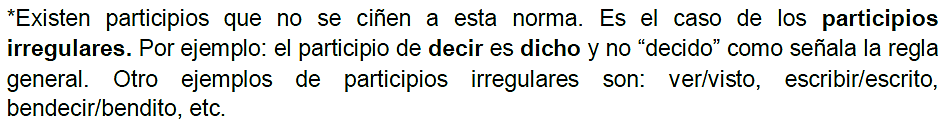 *Existen participios que no se ciñen a esta norma. Es el caso de los participios
irregulares. Por ejemplo: el participio de decir es dicho y no “decido” como señala la regla
general. Otro ejemplos de participios irregulares son: ver/visto, escribir/escrito,
bendecir/bendito, etc.